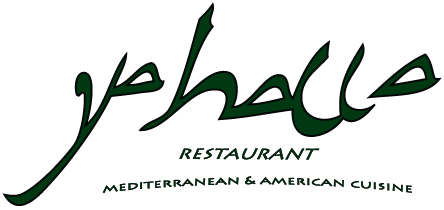 yahalla
RESTAURANT
MEDITERRANEAN & AMERICAN CUISINE